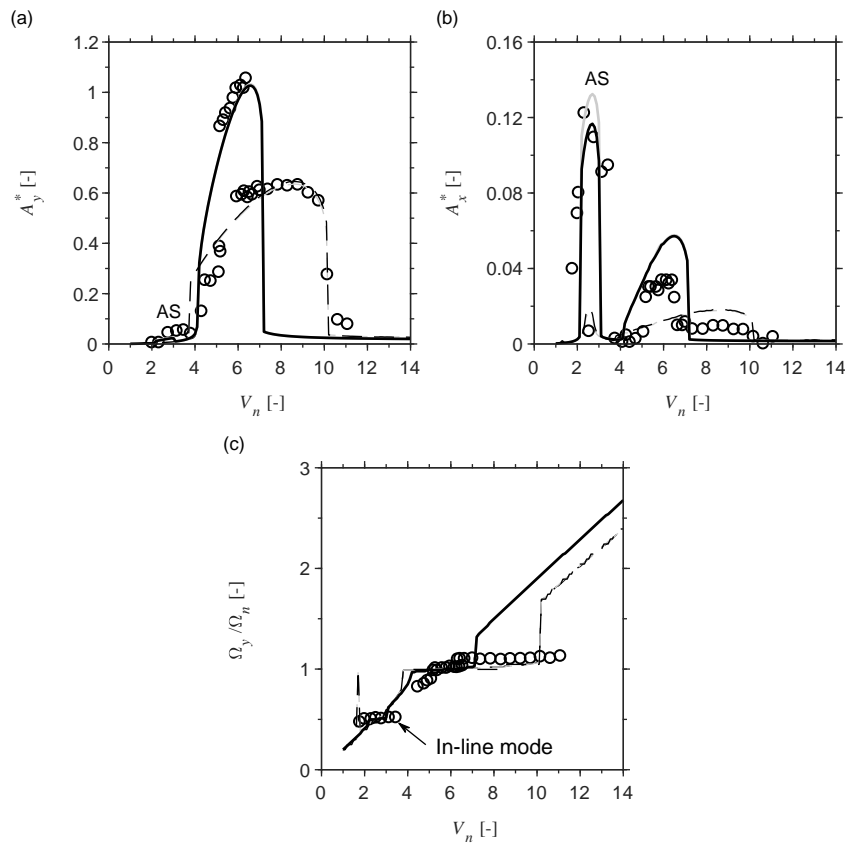 (a)
(b)
1.2
1
0.8
0.6
0.4
0.2
0
A*y [-]
AS
0 2 4 6 8 10 12 14
Vn [-]
0.16
0.12
0.08
0.04
0
A*x [-]
AS
0 2 4 6 8 10 12 14
Vn [-]
(c)
3
2
1
0
Ωy/Ωn [-]
In-line mode
0 2 4 6 8 10 12 14
Vn [-]